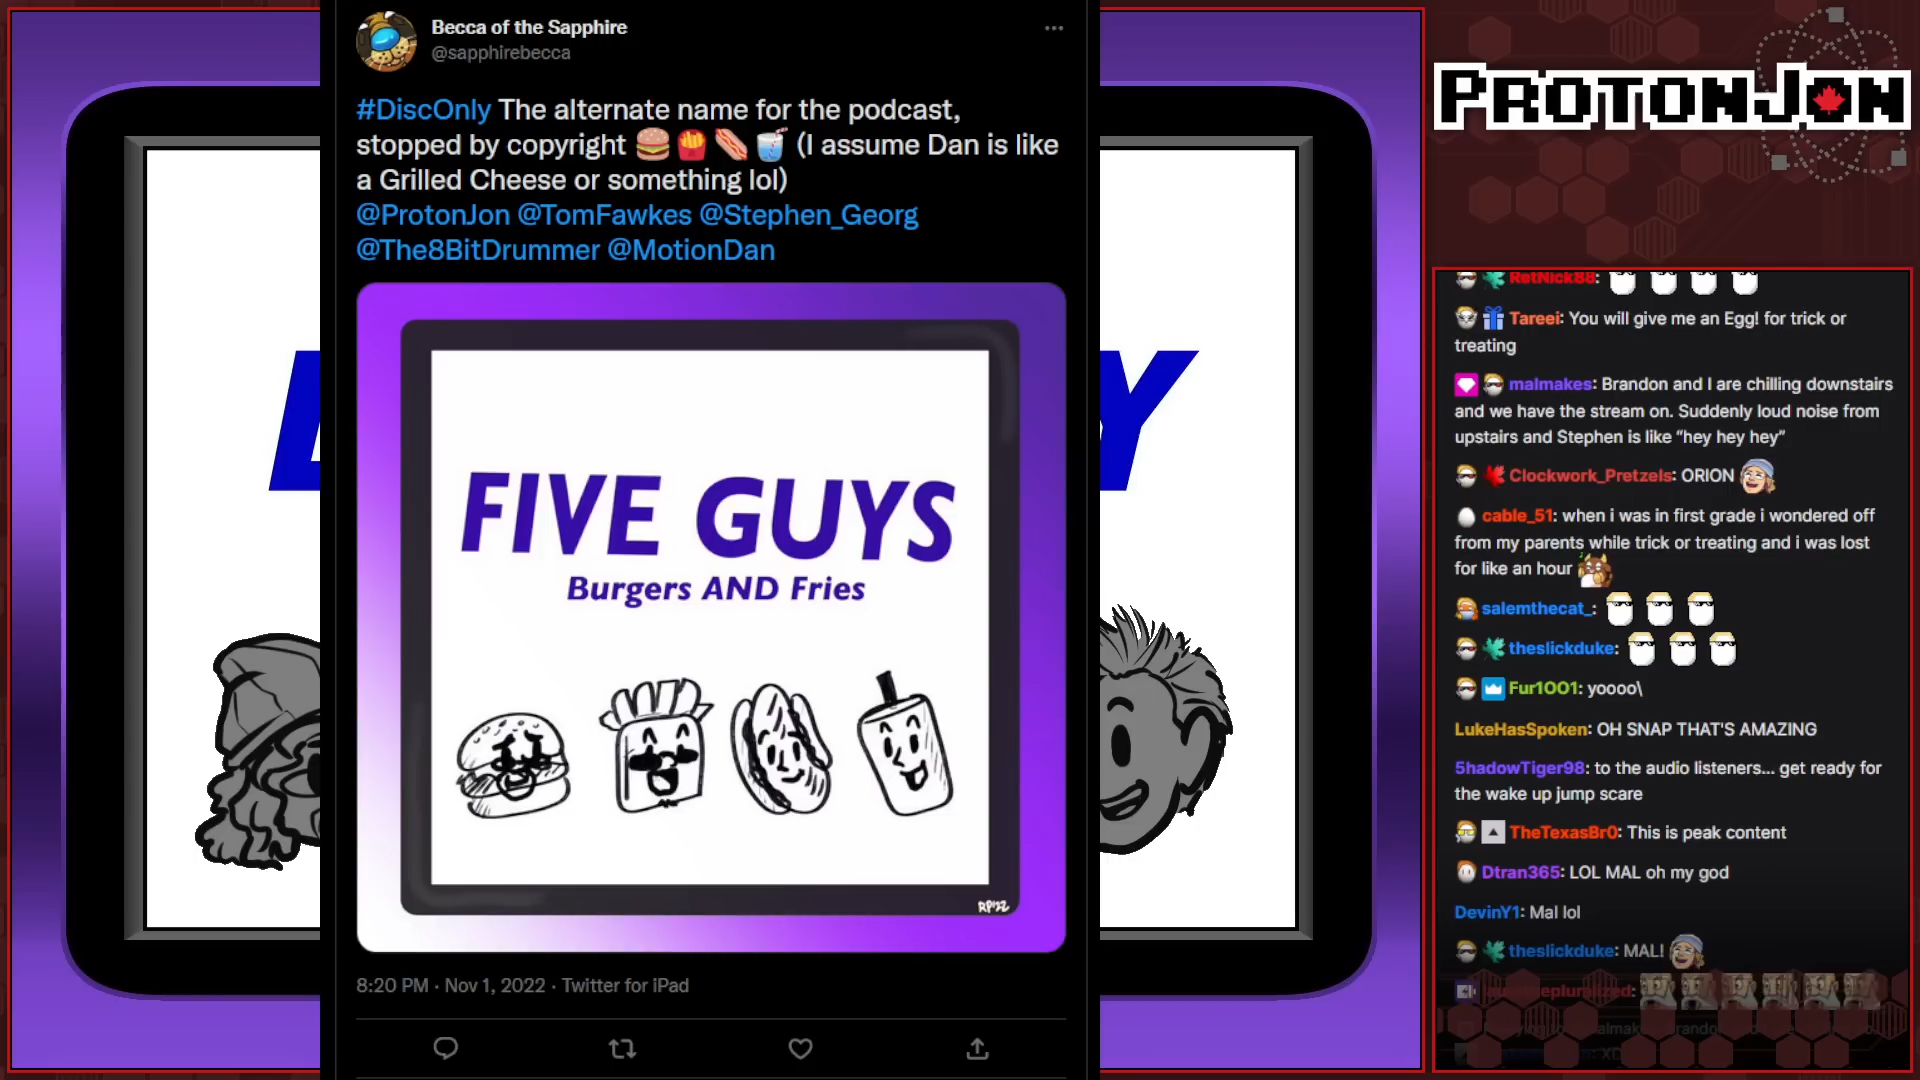 Becca of the Sapphire
@sapphirebecca
#DiscOnly The alternate name for the podcast,
stopped by copyright 🍔🍟🌭🥤 (I assume Dan is like
a Grilled Cheese or something lol)
@ProtonJon @TomFawkes @Stephen_Georg
@The8BitDrummer @MotionDan
FIVE GUYS
Burgers AND Fries
RP'22
8:20 PM · Nov 1, 2022 · Twitter for iPad
Y
PROTONJON
RetNick88:
Tareei: You will give me an Egg! for trick or
treating
malmakes: Brandon and I are chilling downstairs
and we have the stream on. Suddenly loud noise from
upstairs and Stephen is like “hey hey hey”
Clockwork_Pretzels: ORION
cable_51: when i was in first grade i wondered off
from my parents while trick or treating and i was lost
for like an hour
salemthecat_:
theslickduke:
Fur1001: yoooo\
LukeHasSpoken: OH SNAP THAT'S AMAZING
5hadowTiger98: to the audio listeners... get ready for
the wake up jump scare
TheTexasBr0: This is peak content
Dtran365: LOL MAL oh my god
DevinY1: Mal lol
theslickduke: MAL!